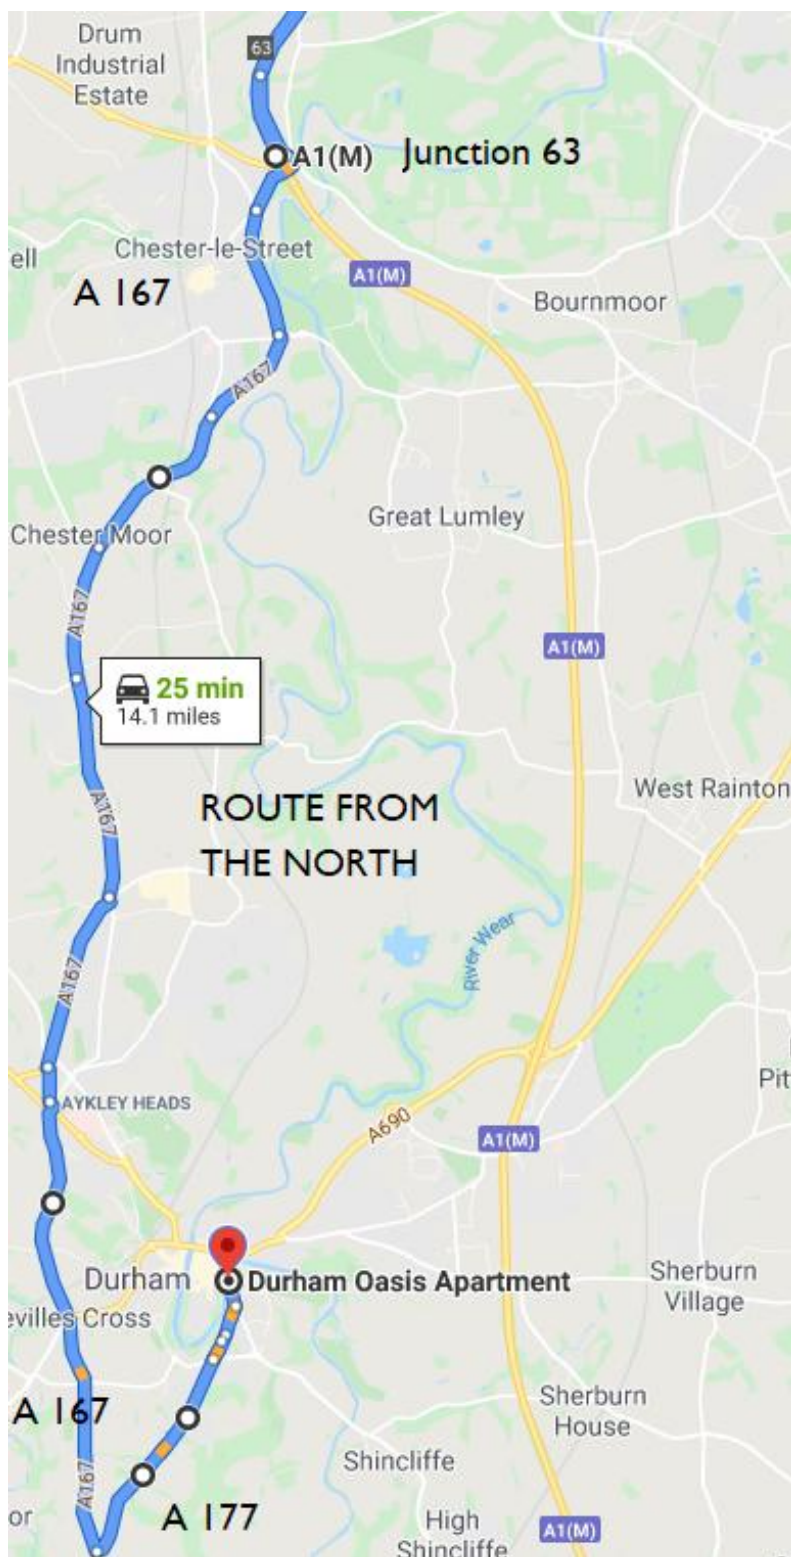 Drum
Industrial
Estate
63
A1(M)
Junction 63
ell
Chester-le-Street
A1(M)
A 167
Bournmoor
A167
Great Lumley
Chester Moor
A167
A1(M)
25 min
14.1 miles
West Rainton
ROUTE FROM
THE NORTH
A167
River Wear
A167
Pit
AYKLEY HEADS
A690
A1(M)
Durham
Durham Oasis Apartment
Sherburn
Village
evilles Cross
A 167
Sherburn
House
Shincliffe
A167
A 177
or
High
Shincliffe
A1(M)